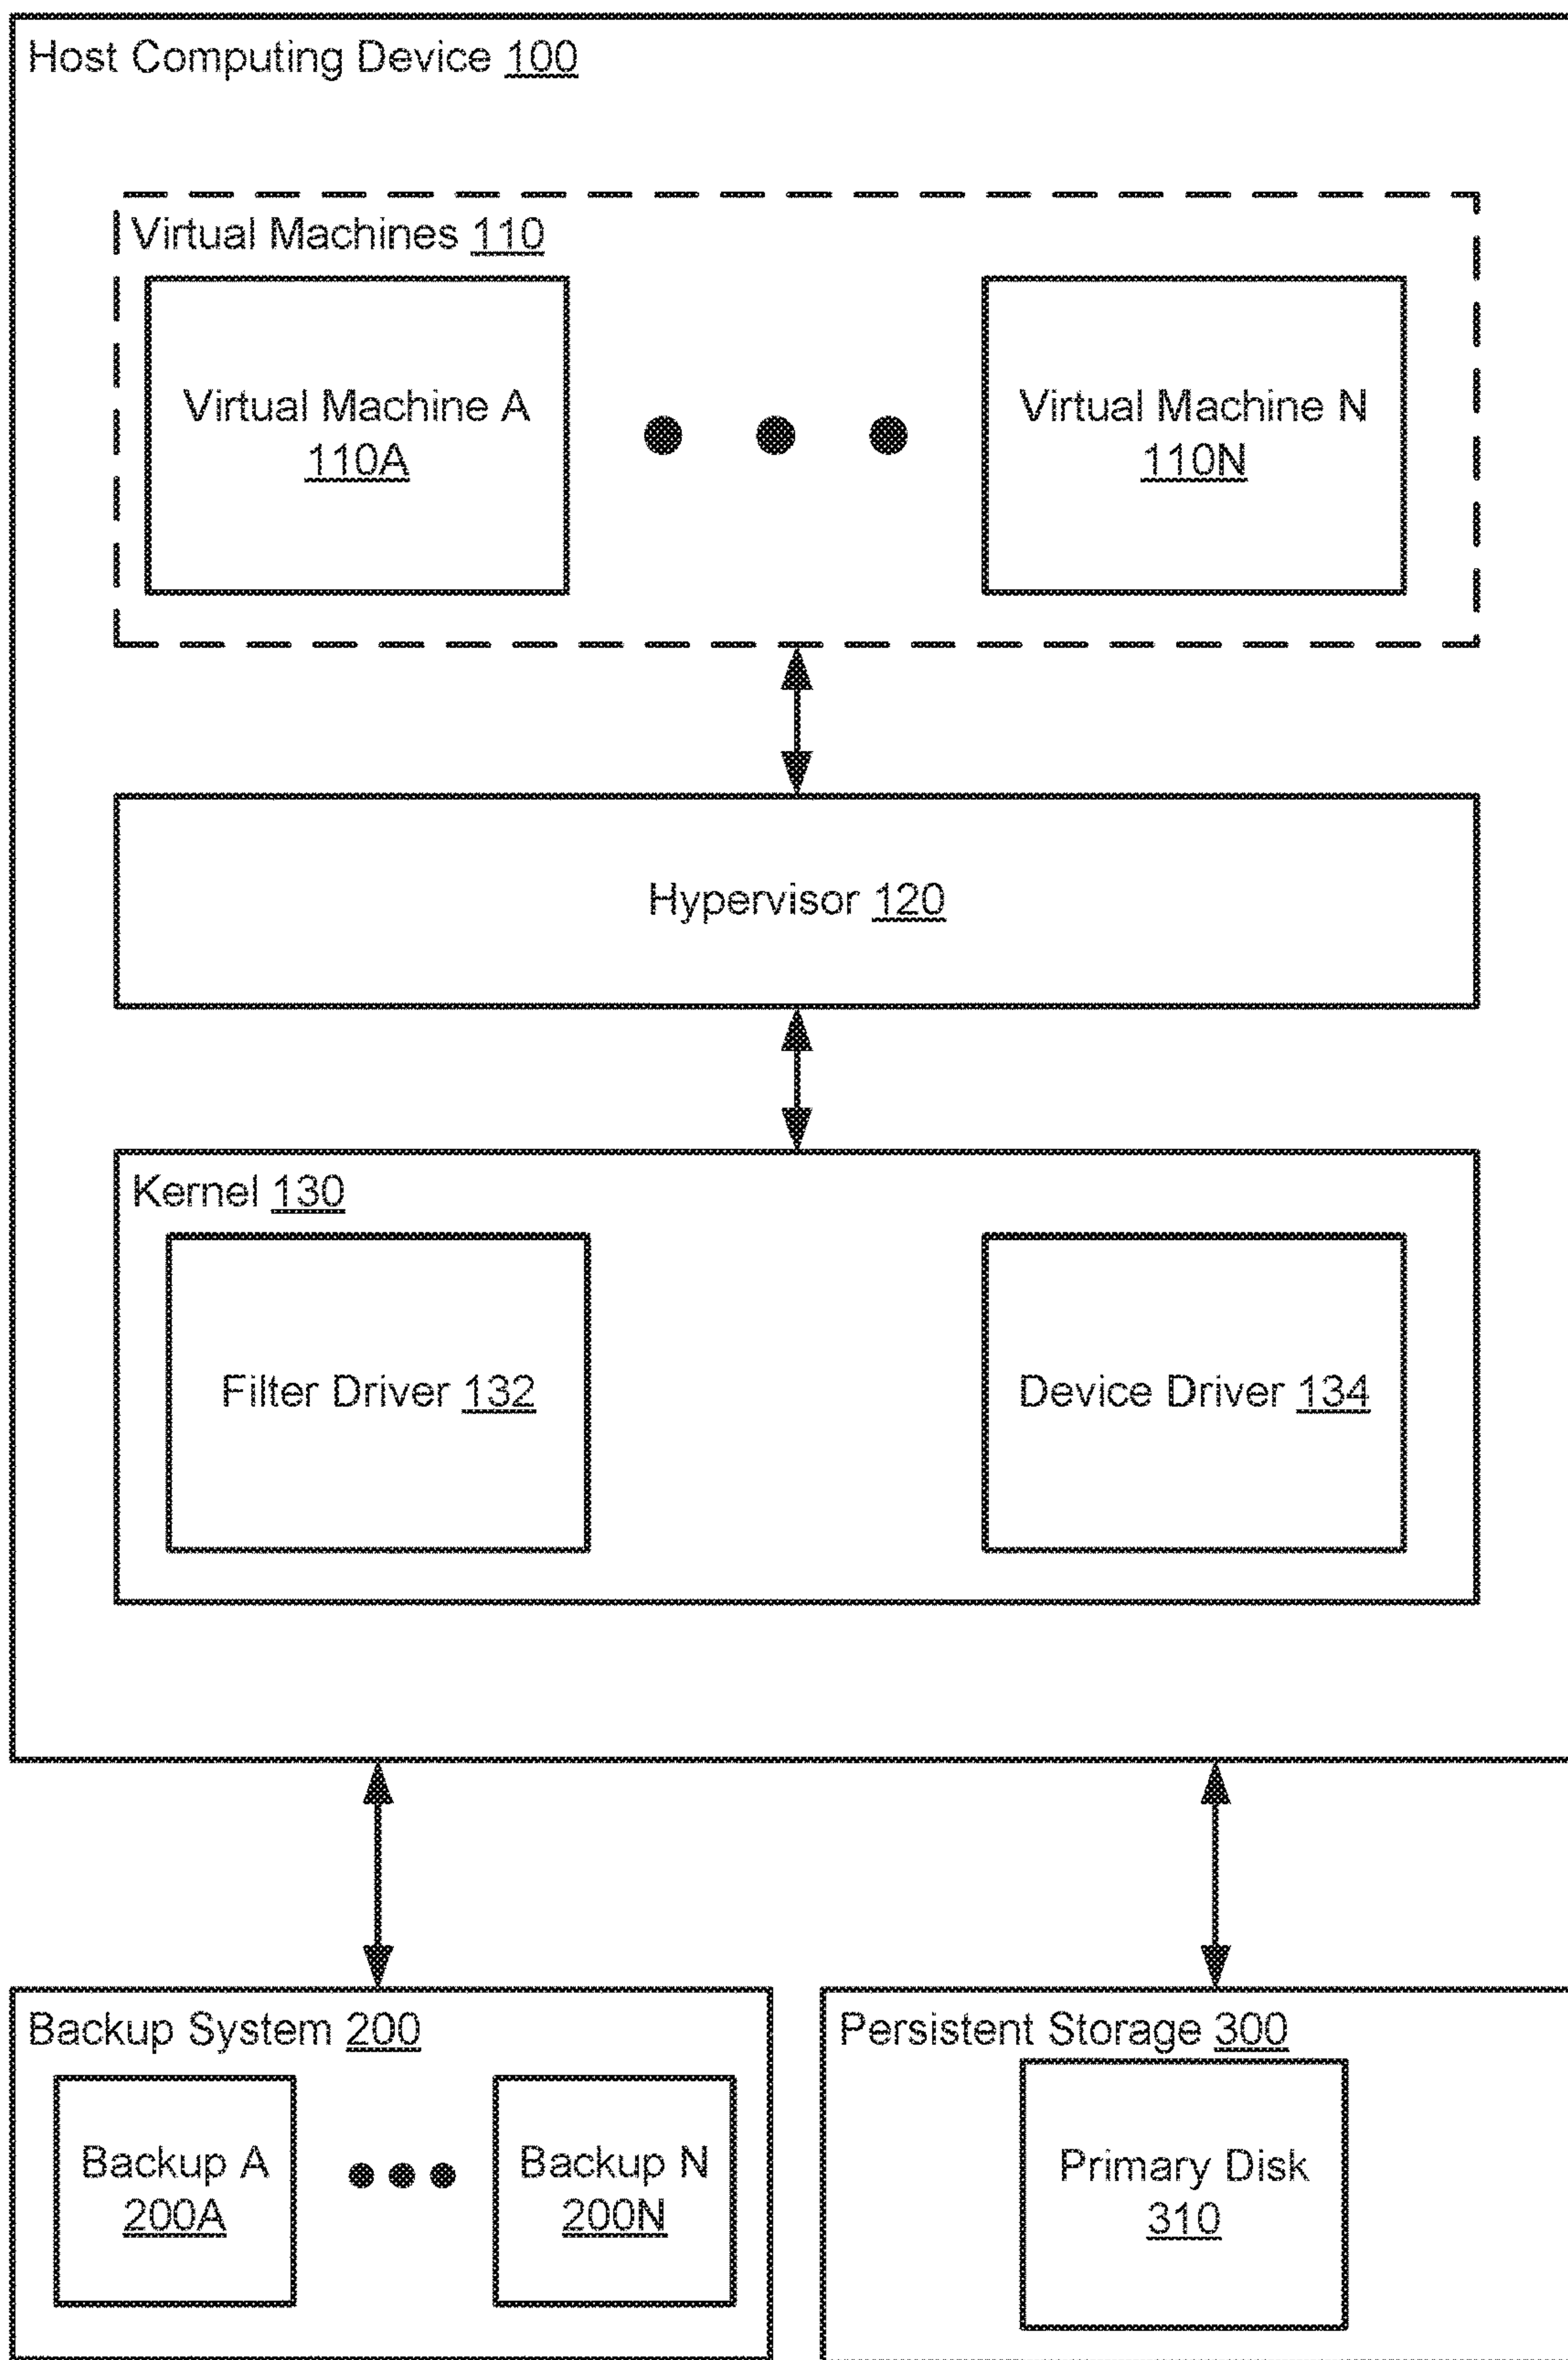 Host Computing Device 100
Virtual Machines 110
Virtual Machine A
110A
Virtual Machine N
110N
Hypervisor 120
Kernel 130
Filter Driver 132
Device Driver 134
Backup System 200
Backup A
200A
Backup N
200N
Persistent Storage 300
Primary Disk
310